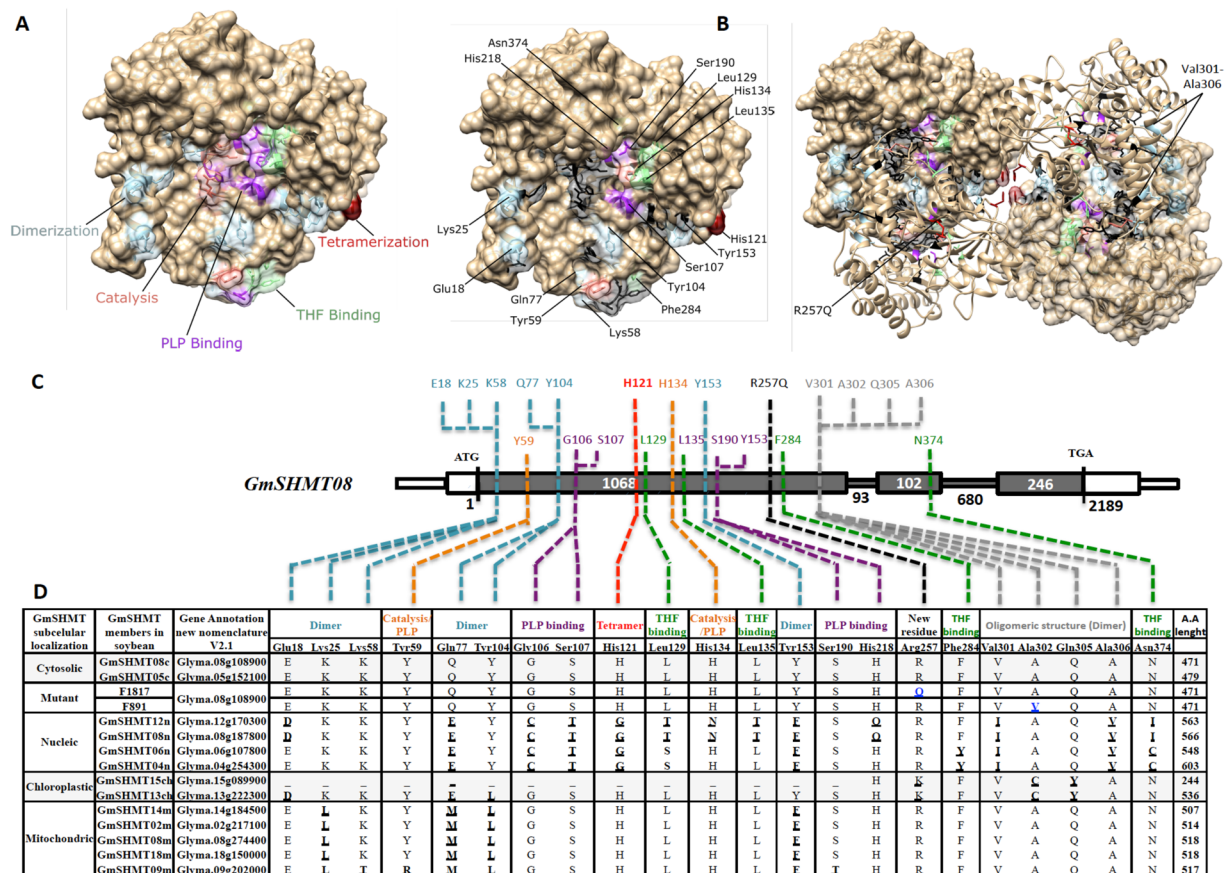 A
Dimerization
Catalysis
PLP Binding
THF Binding
Tetramerization
Asn374
His218
Ser190
Leu129
His134
Leu135
Lys25
Glu18
Gln77
Tyr59
Lys58
Phe284
Tyr104
Ser107
Tyr153
His121
B
Val301-
Ala306
R257Q
C
E18 K25 K58 Q77 Y104 H121 H134 Y153 R257Q V301 A302 Q305 A306
Y59 G106 S107 L129 L135 S190 Y153 F284 N374
ATG TGA
GmSHMT08 1068 102 246
1 93 680 2189
D
GmSHMT subcelular localization GmSHMT members in soybean Gene Annotation new nomenclature V2.1 Dimer Catalysis/PLP Dimer PLP binding Tetramer THF binding Catalysis/PLP THF binding Dimer PLP binding New residue THF binding Oligomeric structure (Dimer) THF binding A.A lenght
Glu18 Lys25 Lys58 Tyr59 Gln77 Tyr104 Gly106 Ser107 His121 Leu129 His134 Leu135 Tyr153 Ser190 His218 Arg257 Phe284 Val301 Ala302 Gln305 Ala306 Asn374
Cytosolic GmSHMT08c Glyma.08g108900 E K K Y Q Y G S H L H L Y S H R F V A Q A N 471
GmSHMT05c Glyma.05g152100 E K K Y Q Y G S H L H L Y S H R F V A Q A N 479
Mutant F1817 Glyma.08g108900 E K K Y Q Y G S H L H L Y S H Q F V A Q A N 471
F891 E K K Y Q Y G S H L H L Y S H R F V V Q A N 471
Nucleic GmSHMT12n Glyma.12g170300 D K K Y E Y C T G T N T E S Q R F I A Q V I 563
GmSHMT08n Glyma.08g187800 D K K Y E Y C T G T N T E S Q R F I A Q V I 566
GmSHMT06n Glyma.06g107800 E K K Y E Y C T G S H L E S H R Y I A Q V C 548
GmSHMT04n Glyma.04g254300 E K K Y E Y C T G S H L E S H R Y I A Q V C 603
Chloroplastic GmSHMT15ch Glyma.15g089900 _ _ _ _ _ _ _ _ _ _ _ _ _ _ H K F V C Y A N 244
GmSHMT13ch Glyma.13g222300 D K K Y E L G S H L H L Y S H K F V C Y A N 536
Mitochondric GmSHMT14m Glyma.14g184500 E L K Y M L G S H L H L E S H R F V A Q A N 507
GmSHMT02m Glyma.02g217100 E L K Y M L G S H L H L E S H R F V A Q A N 514
GmSHMT08m Glyma.08g274400 E L K Y M L G S H L H L E S H R F V A Q A N 518
GmSHMT18m Glyma.18g150000 E L K Y M L G S H L H L E S H R F V A Q A N 518
GmSHMT09m Glyma.09g202000 E L T R M L G S H L H L E T H R F V A Q A N 517